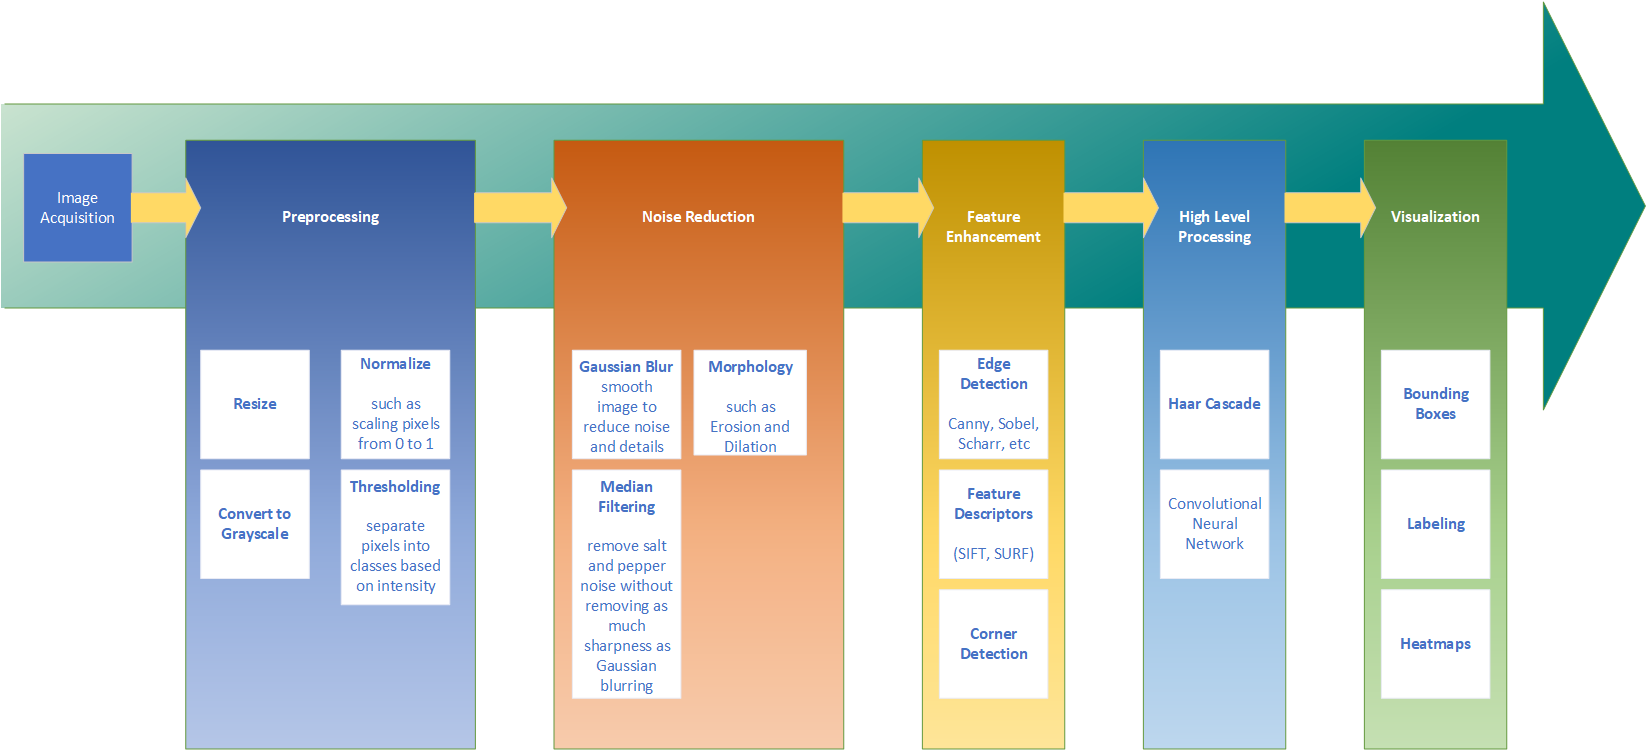 Image
Acquisition
Preprocessing
Noise Reduction
Feature
Enhancement
High Level
Processing
Visualization
Resize
Normalize
such as
scaling pixels
from 0 to 1
Convert to
Grayscale
Thresholding
separate
pixels into
classes based
on intensity
Gaussian Blur
smooth
image to
reduce noise
and details
Morphology
such as
Erosion and
Dilation
Median
Filtering
remove salt
and pepper
noise without
removing as
much
sharpness as
Gaussian
blurring
Edge
Detection
Canny, Sobel,
Scharr, etc
Feature
Descriptors
(SIFT, SURF)
Corner
Detection
Haar Cascade
Convolutional
Neural
Network
Bounding
Boxes
Labeling
Heatmaps